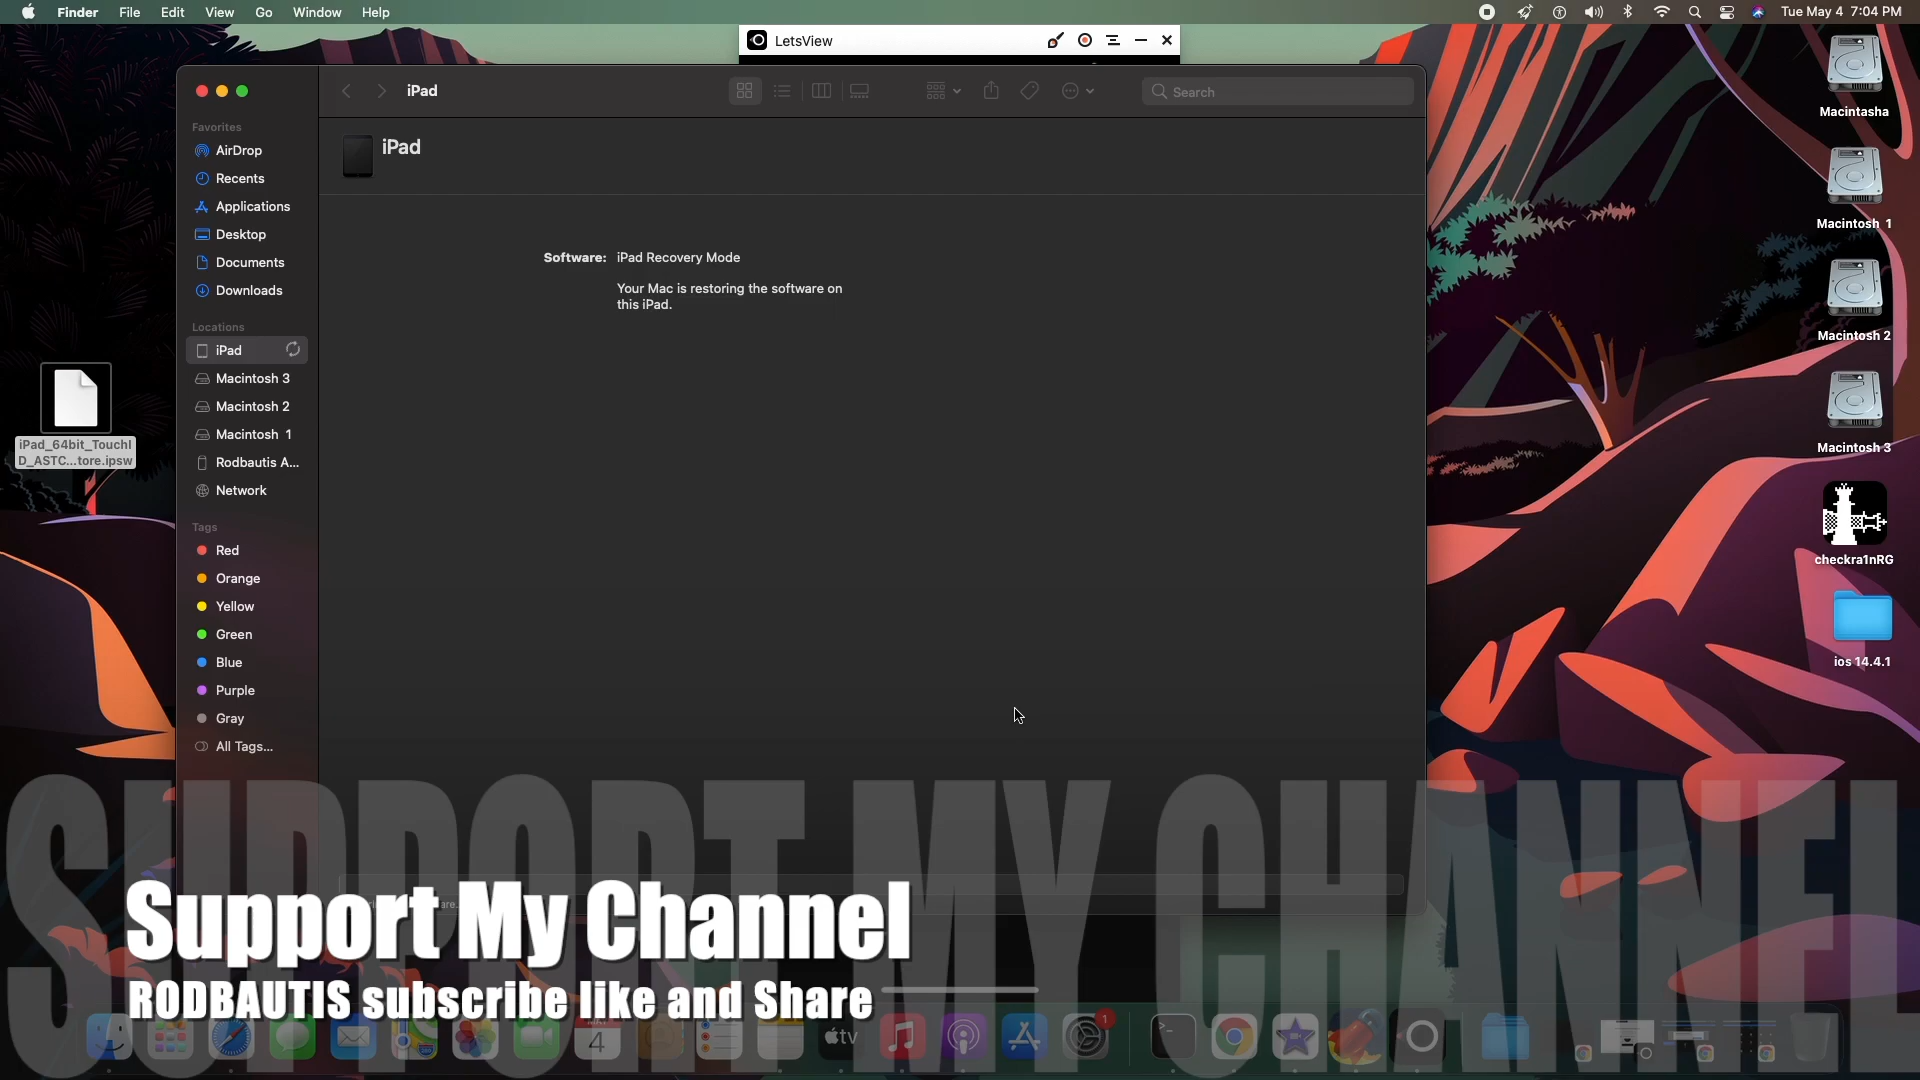 Finder File Edit View Go Window Help
Tue May 4 7:04 PM
LetsView
iPad
Search
Favorites
AirDrop
Recents
Applications
Desktop
Documents
Downloads
Locations
iPad
Macintosh 3
Macintosh 2
Macintosh 1
Rodbautis A...
Network
Tags
Red
Orange
Yellow
Green
Blue
Purple
Gray
All Tags...
iPad
Software: iPad Recovery Mode
Your Mac is restoring the software on
this iPad.
iPad_64bit_TouchI
D_ASTC...tore.ipsw
Macintasha
Macintosh 1
Macintosh 2
Macintosh 3
checkra1nRG
ios 14.4.1
SUPPORT MY CHANNEL
Support My Channel
RODBAUTIS subscribe like and Share
4
tv
1